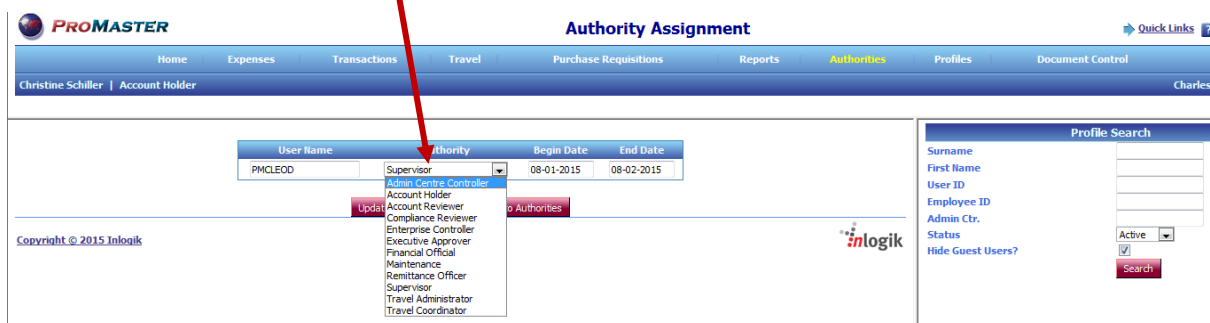 PROMASTER
Authority Assignment
Quick Links
Home Expenses Transactions Travel Purchase Requisitions Reports Authorities Profiles Document Control
Christine Schiller | Account Holder
Charles
User Name Begin Date End Date
PMCLEOD Supervisor 08-01-2015 08-02-2015
Admin Centre Controller
Account Holder
Account Reviewer
Compliance Reviewer
Enterprise Controller
Executive Approver
Financial Official
Maintenance
Remittance Officer
Supervisor
Travel Administrator
Travel Coordinator
Authorities
Copyright © 2015 Inlogik
inlogik
Profile Search
Surname
First Name
User ID
Employee ID
Admin Ctr.
Status Active
Hide Guest Users?
Search